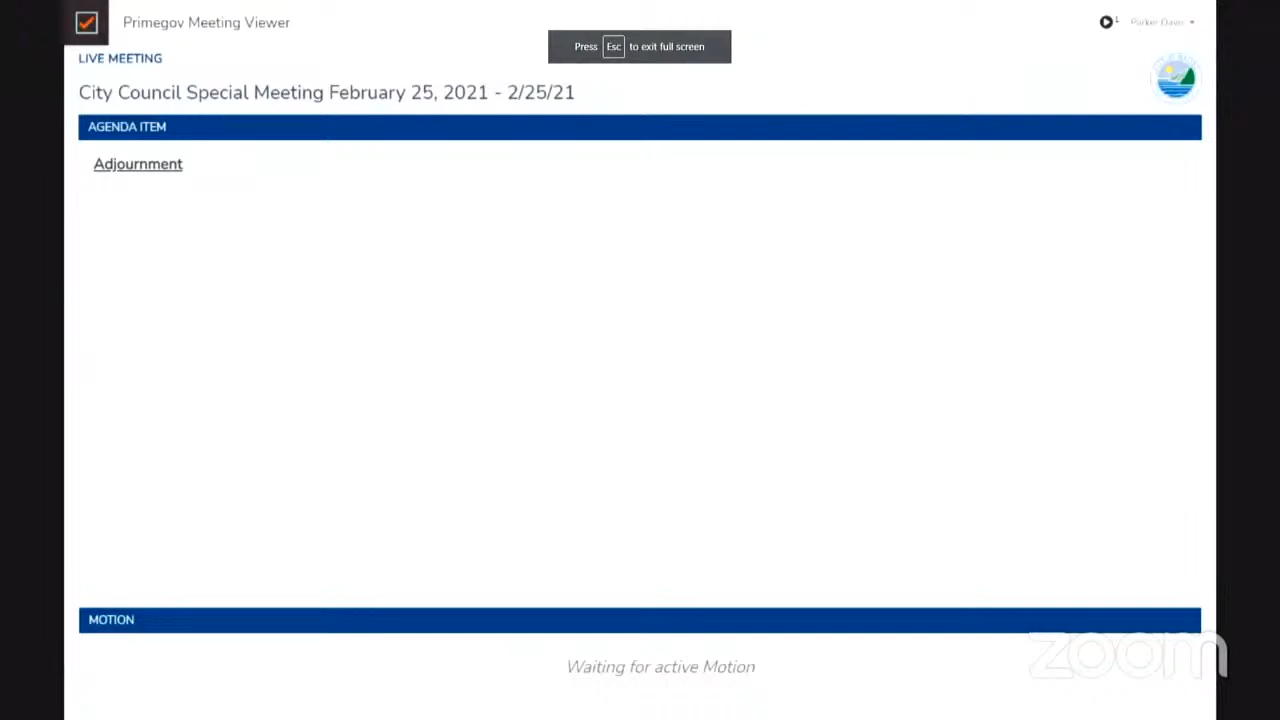 Primegov Meeting Viewer
Press Esc to exit full screen
1
LIVE MEETING
City Council Special Meeting February 25, 2021 - 2/25/21
AGENDA ITEM
Adjournment
MOTION
Waiting for active Motion
zoom